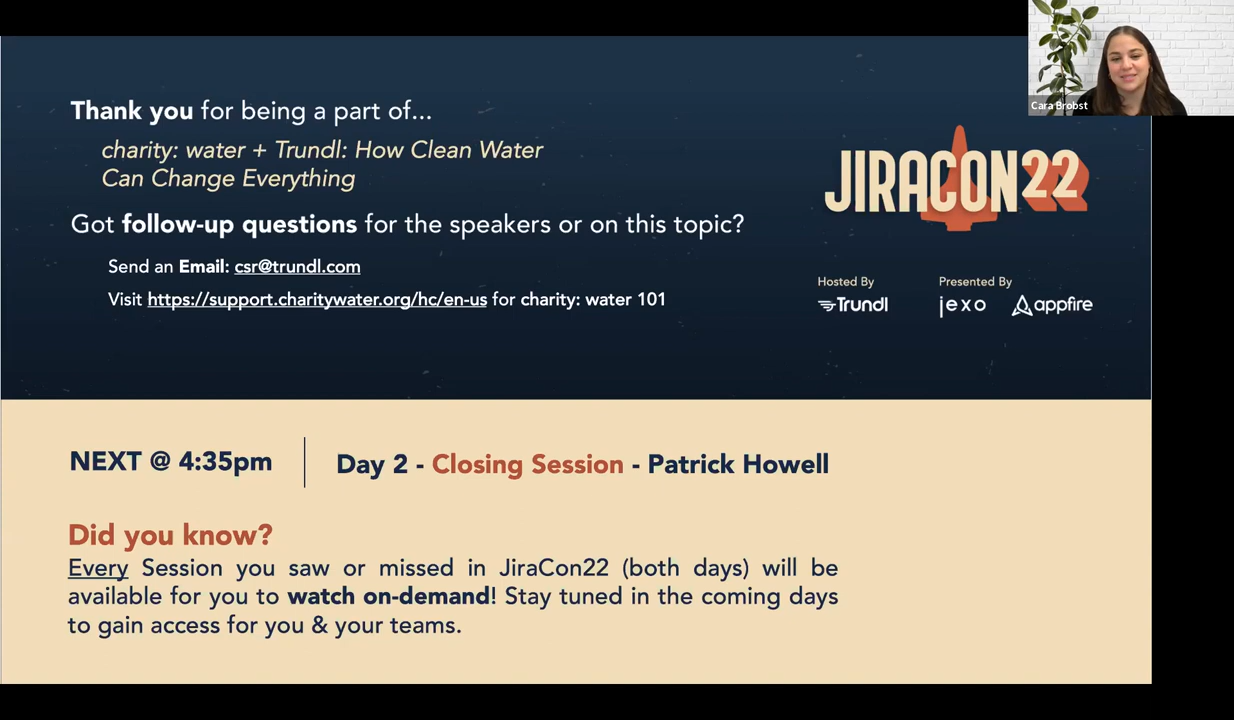 Cara Brobst
Thank you for being a part of...
charity: water + Trundl: How Clean Water
Can Change Everything
Got follow-up questions for the speakers or on this topic?
Send an Email: csr@trundl.com
Visit https://support.charitywater.org/hc/en-us for charity: water 101
JIRACON22
Hosted By
Trundl
Presented By
jexo
appfire
NEXT @ 4:35pm
Day 2 - Closing Session - Patrick Howell
Did you know?
Every Session you saw or missed in JiraCon22 (both days) will be
available for you to watch on-demand! Stay tuned in the coming days
to gain access for you & your teams.